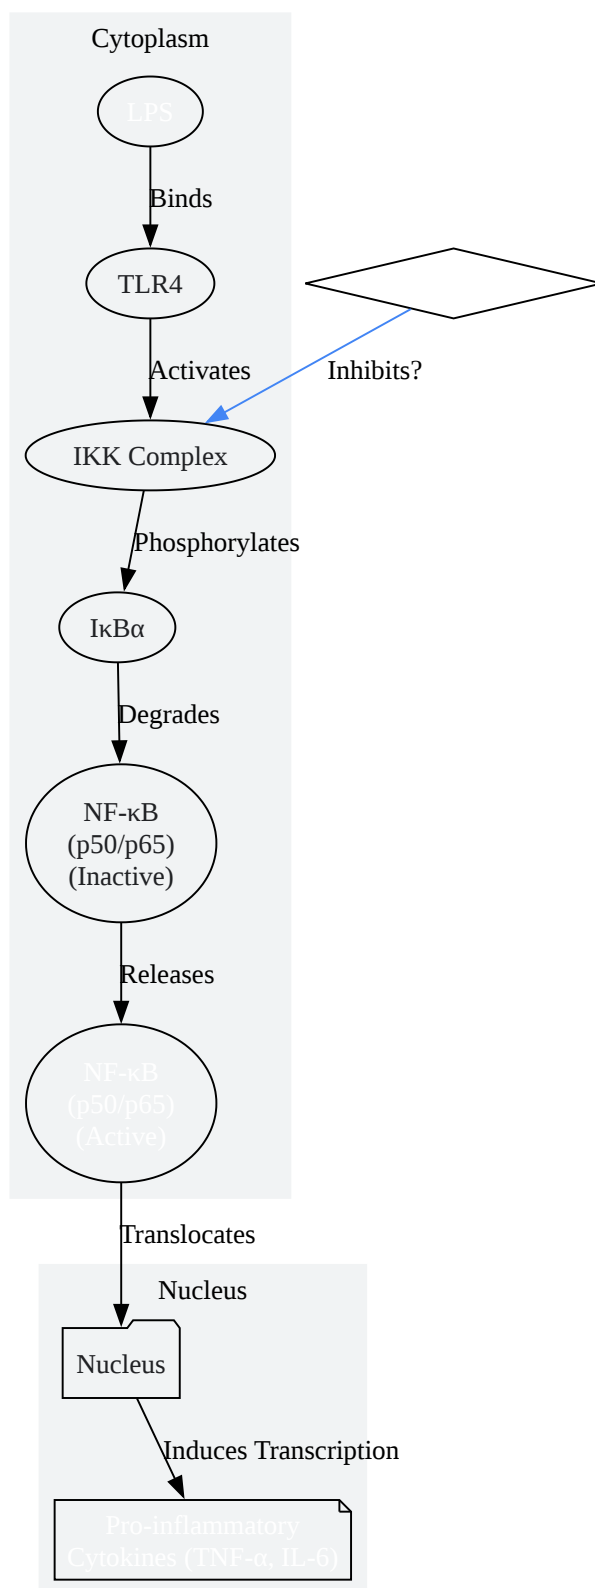 Cytoplasm
LPS
Binds
TLR4
Activates
Inhibits?
IKK Complex
Phosphorylates
IκBα
Degrades
NF-κB
(p50/p65)
(Inactive)
Releases
NF-κB
(p50/p65)
(Active)
Translocates
Nucleus
Nucleus
Induces Transcription
Pro-inflammatory
Cytokines (TNF-α, IL-6)